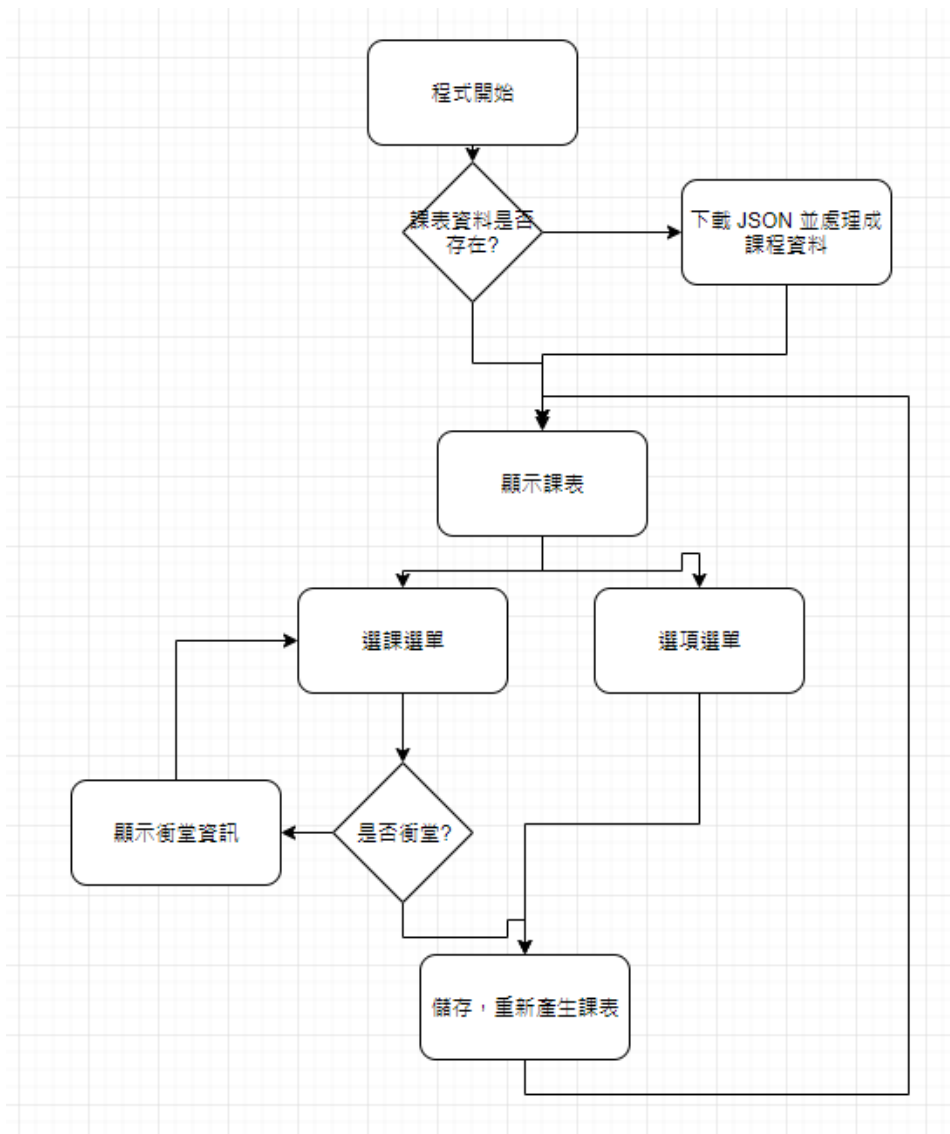 程式開始
課表資料是否
存在?
下載 JSON 並處理成
課程資料
顯示課表
選課選單
選項選單
顯示衝堂資訊
是否衝堂?
儲存，重新產生課表